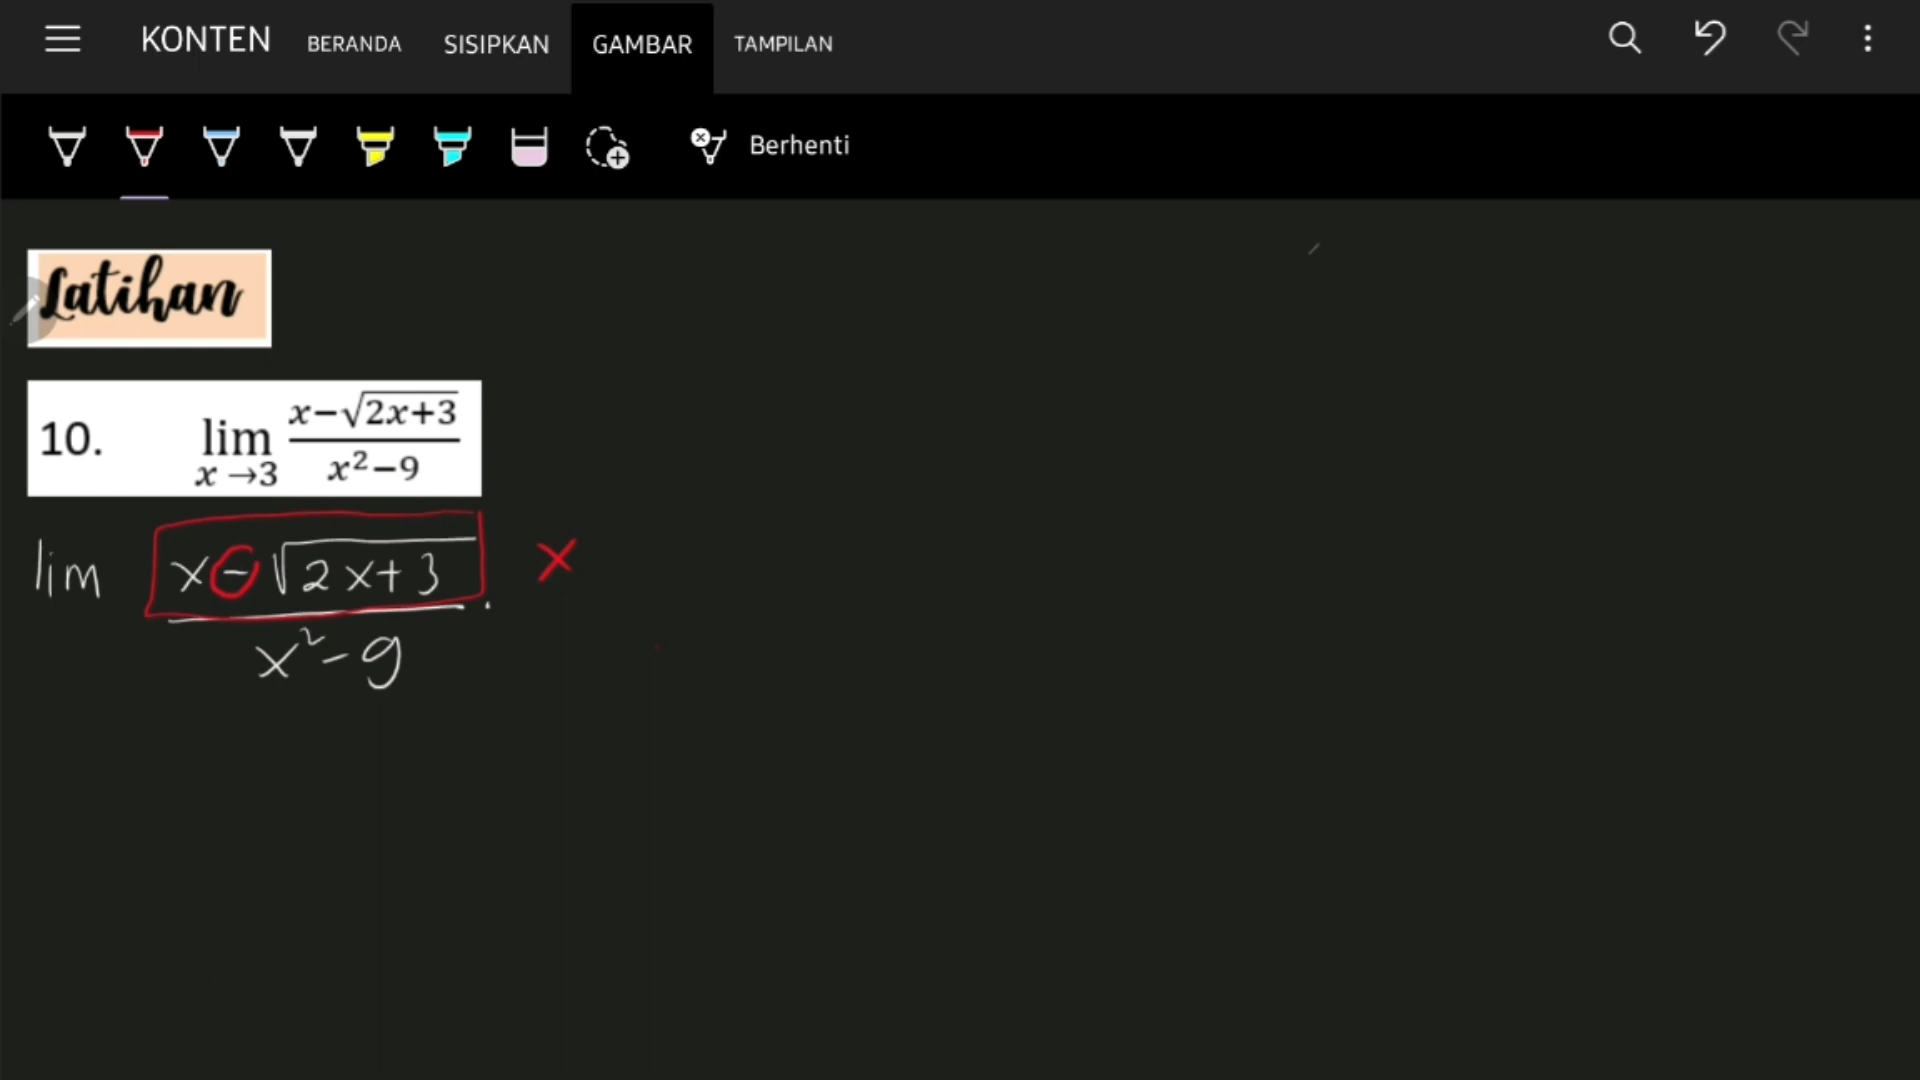 KONTEN BERANDA SISIPKAN GAMBAR TAMPILAN
Berhenti
Latihan
10. lim x→3 x−√2x+3 / x²−9
lim x−√2x+3 / x²−9 . ×